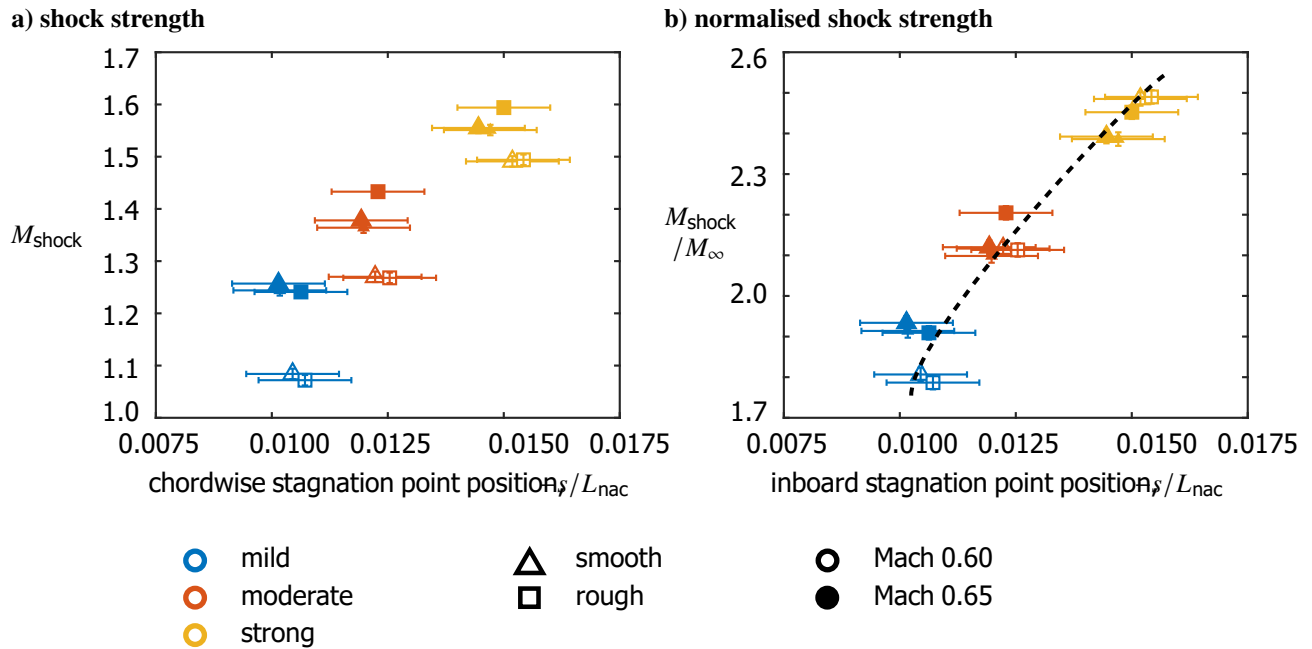 a) shock strength
1.7
1.6
1.5
1.4
1.3
1.2
1.1
1.0
M_shock
0.0075 0.0100 0.0125 0.0150 0.0175
chordwise stagnation point position, −s/L_nac
b) normalised shock strength
2.6
2.3
2.0
1.7
M_shock
/M_∞
0.0075 0.0100 0.0125 0.0150 0.0175
inboard stagnation point position, −s/L_nac
mild
moderate
strong
smooth
rough
Mach 0.60
Mach 0.65